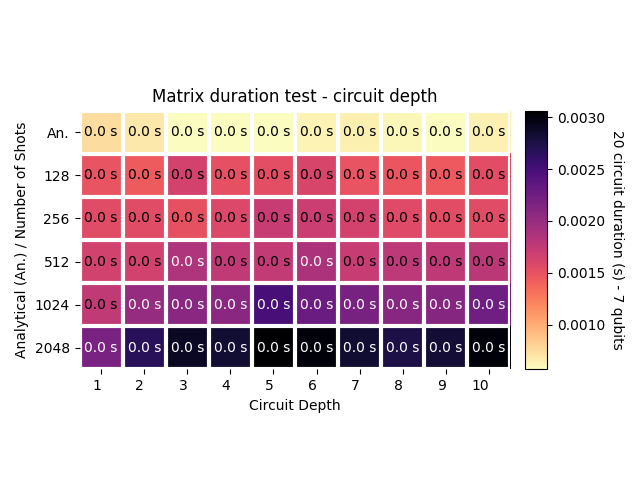 Matrix duration test - circuit depth
Analytical (An.) / Number of Shots
An. 0.0 s 0.0 s 0.0 s 0.0 s 0.0 s 0.0 s 0.0 s 0.0 s 0.0 s 0.0 s
128 0.0 s 0.0 s 0.0 s 0.0 s 0.0 s 0.0 s 0.0 s 0.0 s 0.0 s 0.0 s
256 0.0 s 0.0 s 0.0 s 0.0 s 0.0 s 0.0 s 0.0 s 0.0 s 0.0 s 0.0 s
512 0.0 s 0.0 s 0.0 s 0.0 s 0.0 s 0.0 s 0.0 s 0.0 s 0.0 s 0.0 s
1024 0.0 s 0.0 s 0.0 s 0.0 s 0.0 s 0.0 s 0.0 s 0.0 s 0.0 s 0.0 s
2048 0.0 s 0.0 s 0.0 s 0.0 s 0.0 s 0.0 s 0.0 s 0.0 s 0.0 s 0.0 s
1 2 3 4 5 6 7 8 9 10
Circuit Depth
0.0030
0.0025
0.0020
0.0015
0.0010
20 circuit duration (s) - 7 qubits